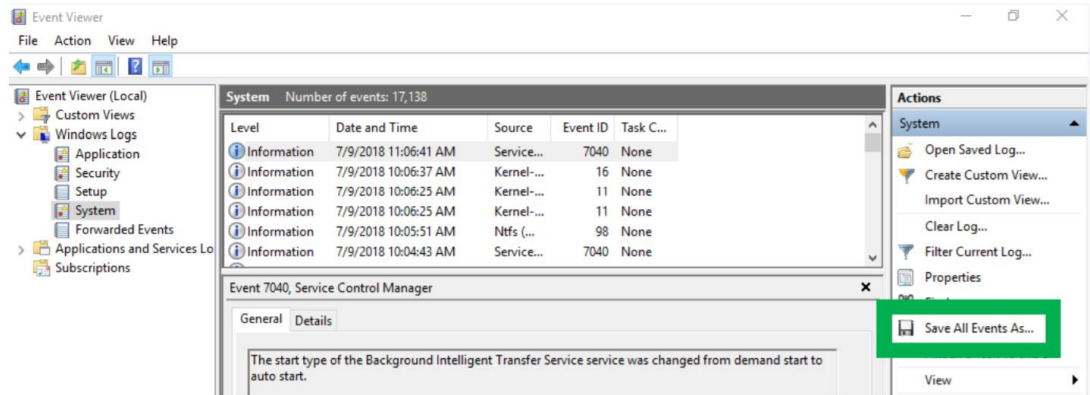 Event Viewer
File Action View Help
Event Viewer (Local)
Custom Views
Windows Logs
Application
Security
Setup
System
Forwarded Events
Applications and Services Lo
Subscriptions
System Number of events: 17,138
Level Date and Time Source Event ID Task C...
Information 7/9/2018 11:06:41 AM Service... 7040 None
Information 7/9/2018 10:06:37 AM Kernel-... 16 None
Information 7/9/2018 10:06:25 AM Kernel-... 11 None
Information 7/9/2018 10:06:25 AM Kernel-... 11 None
Information 7/9/2018 10:05:51 AM Ntfs (... 98 None
Information 7/9/2018 10:04:43 AM Service... 7040 None
Event 7040, Service Control Manager
General Details
The start type of the Background Intelligent Transfer Service service was changed from demand start to
auto start.
Actions
System
Open Saved Log...
Create Custom View...
Import Custom View...
Clear Log...
Filter Current Log...
Properties
Save All Events As...
View